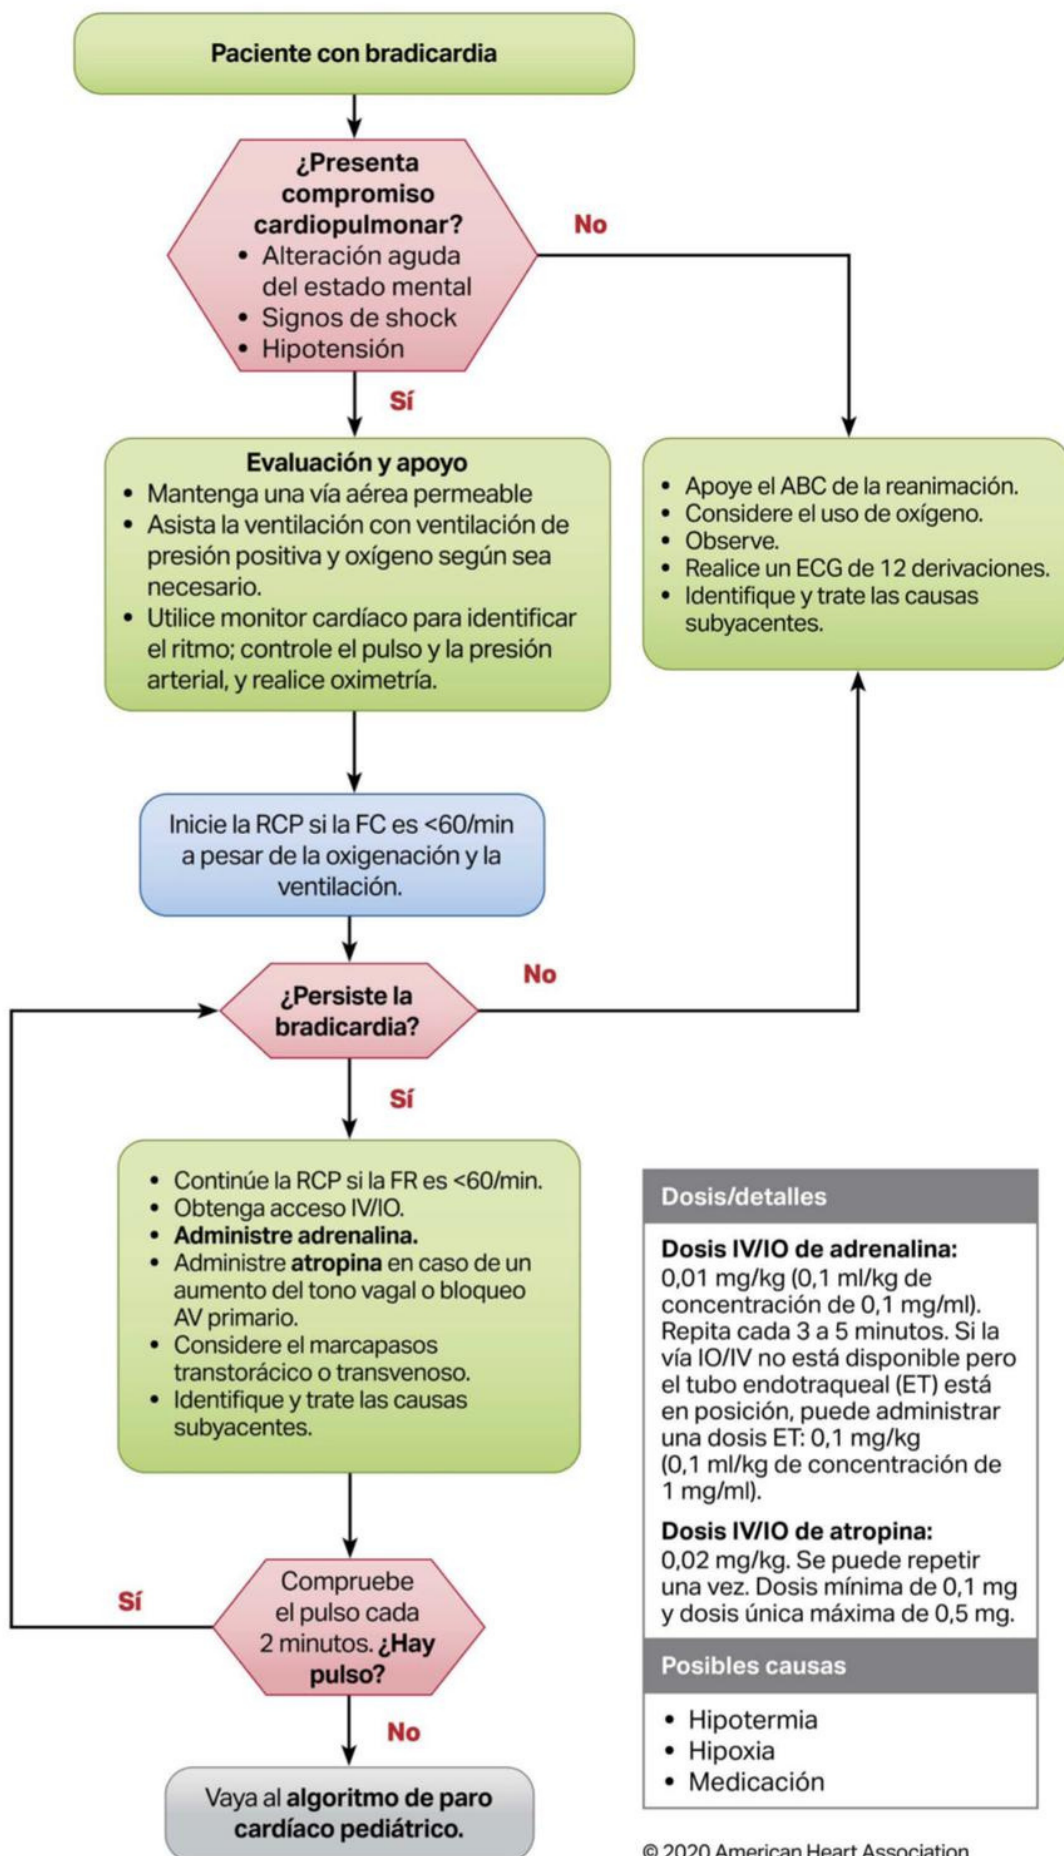 Paciente con bradicardia
¿Presenta
compromiso
cardiopulmonar?
• Alteración aguda
del estado mental
• Signos de shock
• Hipotensión
No
Sí
Evaluación y apoyo
• Mantenga una vía aérea permeable
• Asista la ventilación con ventilación de
presión positiva y oxígeno según sea
necesario.
• Utilice monitor cardíaco para identificar
el ritmo; controle el pulso y la presión
arterial, y realice oximetría.
• Apoye el ABC de la reanimación.
• Considere el uso de oxígeno.
• Observe.
• Realice un ECG de 12 derivaciones.
• Identifique y trate las causas
subyacentes.
Inicie la RCP si la FC es <60/min
a pesar de la oxigenación y la
ventilación.
¿Persiste la
bradicardia?
No
Sí
• Continúe la RCP si la FR es <60/min.
• Obtenga acceso IV/IO.
• Administre adrenalina.
• Administre atropina en caso de un
aumento del tono vagal o bloqueo
AV primario.
• Considere el marcapasos
transtorácico o transvenoso.
• Identifique y trate las causas
subyacentes.
Compruebe
el pulso cada
2 minutos. ¿Hay
pulso?
Sí
No
Vaya al algoritmo de paro
cardíaco pediátrico.
Dosis/detalles
Dosis IV/IO de adrenalina:
0,01 mg/kg (0,1 ml/kg de
concentración de 0,1 mg/ml).
Repita cada 3 a 5 minutos. Si la
vía IO/IV no está disponible pero
el tubo endotraqueal (ET) está
en posición, puede administrar
una dosis ET: 0,1 mg/kg
(0,1 ml/kg de concentración de
1 mg/ml).
Dosis IV/IO de atropina:
0,02 mg/kg. Se puede repetir
una vez. Dosis mínima de 0,1 mg
y dosis única máxima de 0,5 mg.
Posibles causas
• Hipotermia
• Hipoxia
• Medicación
© 2020 American Heart Association